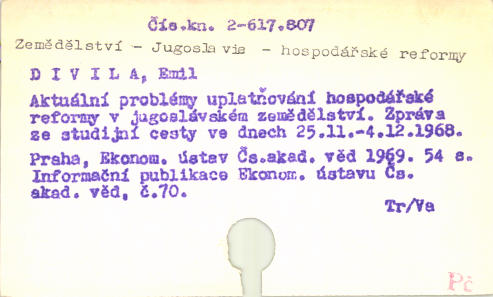 Čís.kn. 2-617.807
Zemědělství - Jugoslavie - hospodářské reformy
D I V I L A, Emil
Aktuální problémy uplatňování hospodářské
reformy v jugoslávském zemědělství. Zpráva
ze studijní cesty ve dnech 25.11.-4.12.1968.
Praha, Ekonom. ústav Čs.akad. věd 1969. 54 s.
Informační publikace Ekonom. ústavu Čs.
akad. věd, č.70.
Tr/Va
Pč